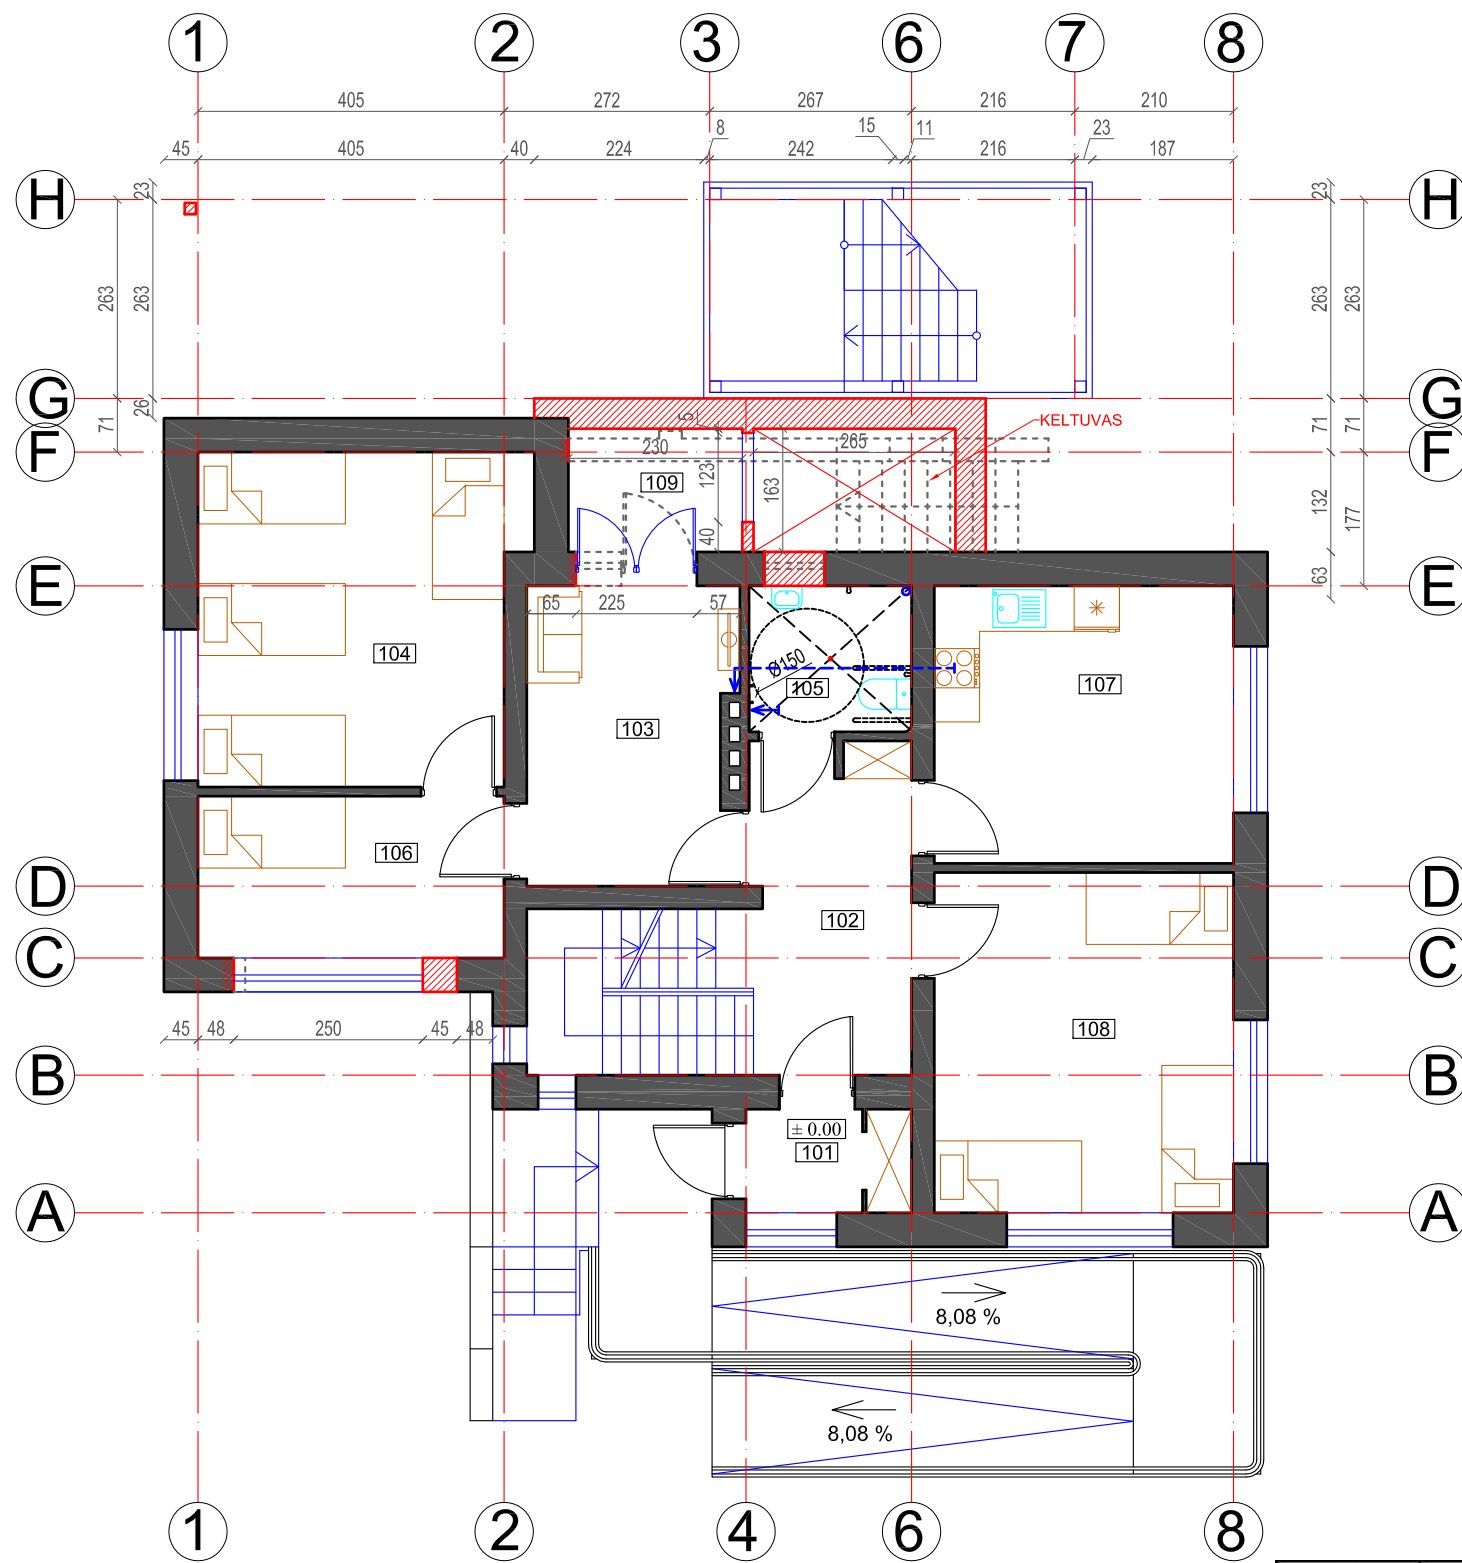 1 2 3 6 7 8
405 272 267 216 210
45 405 40 224 8 242 15 11 216 23 187
H 23 23 H
263 263 263 263
G G
26 71 5 KELTUVAS 71 71
F F
230 265
109 123 163 132 177
40
E 63 E
65 225 57
Ø150
104 105 107
103
106
D D
102
C C
45 48 250 45 48 108
B B
± 0.00
101
A A
8,08 %
8,08 %
1 2 4 6 8